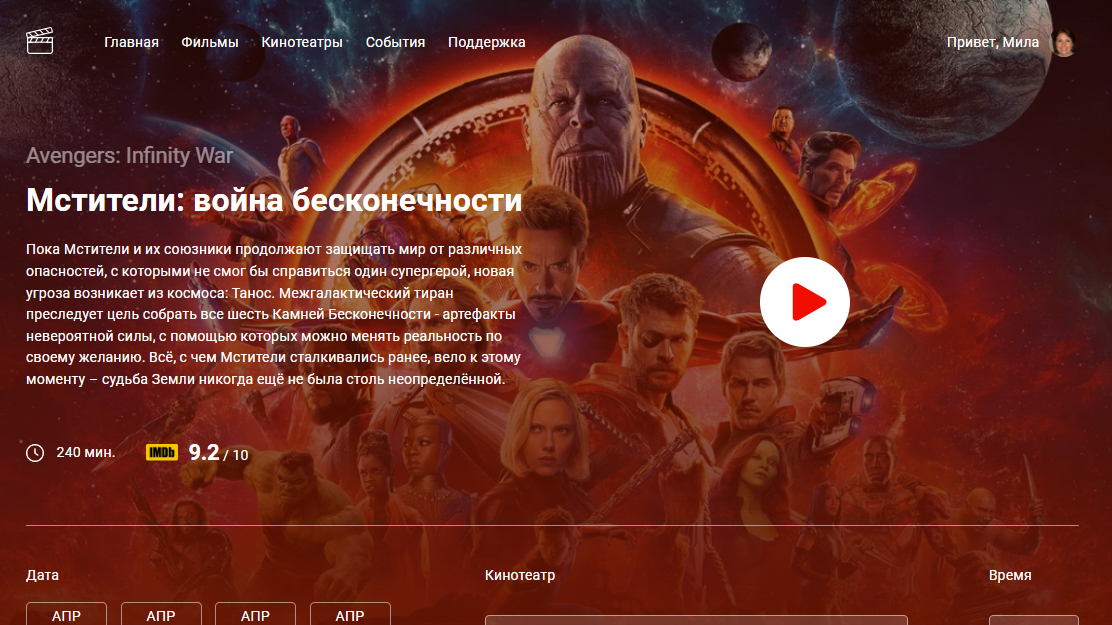 Главная Фильмы Кинотеатры События Поддержка Привет, Мила
Avengers: Infinity War
Мстители: война бесконечности
Пока Мстители и их союзники продолжают защищать мир от различных
опасностей, с которыми не смог бы справиться один супергерой, новая
угроза возникает из космоса: Танос. Межгалактический тиран
преследует цель собрать все шесть Камней Бесконечности - артефакты
невероятной силы, с помощью которых можно менять реальность по
своему желанию. Всё, с чем Мстители сталкивались ранее, вело к этому
моменту – судьба Земли никогда ещё не была столь неопределённой.
240 мин. IMDb 9.2 / 10
Дата Кинотеатр Время
АПР АПР АПР АПР